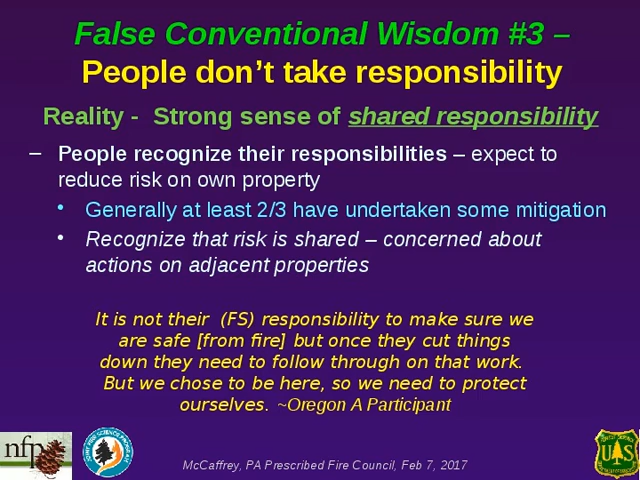 False Conventional Wisdom #3 –
People don’t take responsibility
Reality - Strong sense of shared responsibility
– People recognize their responsibilities – expect to
reduce risk on own property
• Generally at least 2/3 have undertaken some mitigation
• Recognize that risk is shared – concerned about
actions on adjacent properties
It is not their (FS) responsibility to make sure we
are safe [from fire] but once they cut things
down they need to follow through on that work.
But we chose to be here, so we need to protect
ourselves. ~Oregon A Participant
nfp
JOINT FIRE SCIENCE PROGRAM
U S
McCaffrey, PA Prescribed Fire Council, Feb 7, 2017